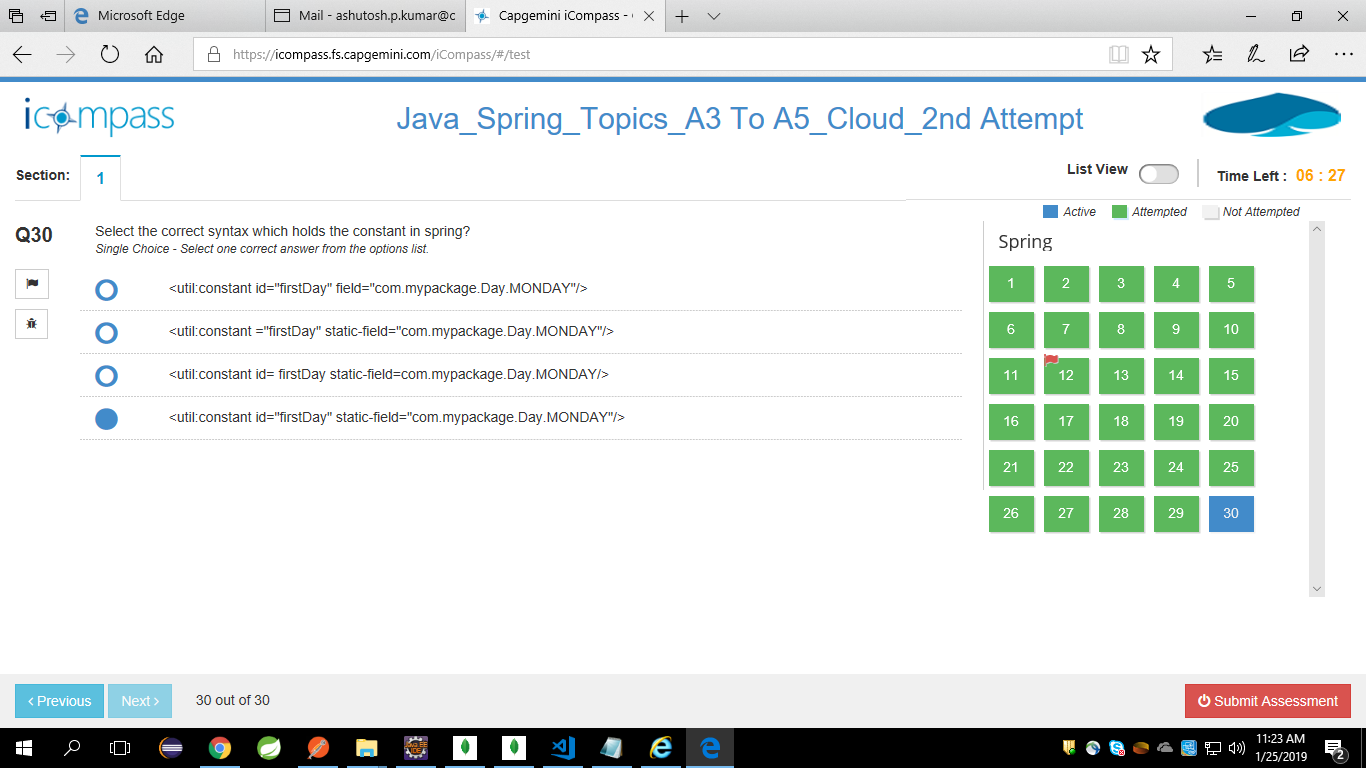 Microsoft Edge
Mail - ashutosh.p.kumar@c
Capgemini iCompass -
https://icompass.fs.capgemini.com/iCompass/#/test
icompass
Java_Spring_Topics_A3 To A5_Cloud_2nd Attempt
Section:
1
List View
Time Left : 06 : 27
Active Attempted Not Attempted
Q30
Select the correct syntax which holds the constant in spring?
Single Choice - Select one correct answer from the options list.
<util:constant id="firstDay" field="com.mypackage.Day.MONDAY"/>
<util:constant ="firstDay" static-field="com.mypackage.Day.MONDAY"/>
<util:constant id= firstDay static-field=com.mypackage.Day.MONDAY/>
<util:constant id="firstDay" static-field="com.mypackage.Day.MONDAY"/>
Spring
1 2 3 4 5
6 7 8 9 10
11 12 13 14 15
16 17 18 19 20
21 22 23 24 25
26 27 28 29 30
‹ Previous
Next ›
30 out of 30
Submit Assessment
11:23 AM
1/25/2019
2